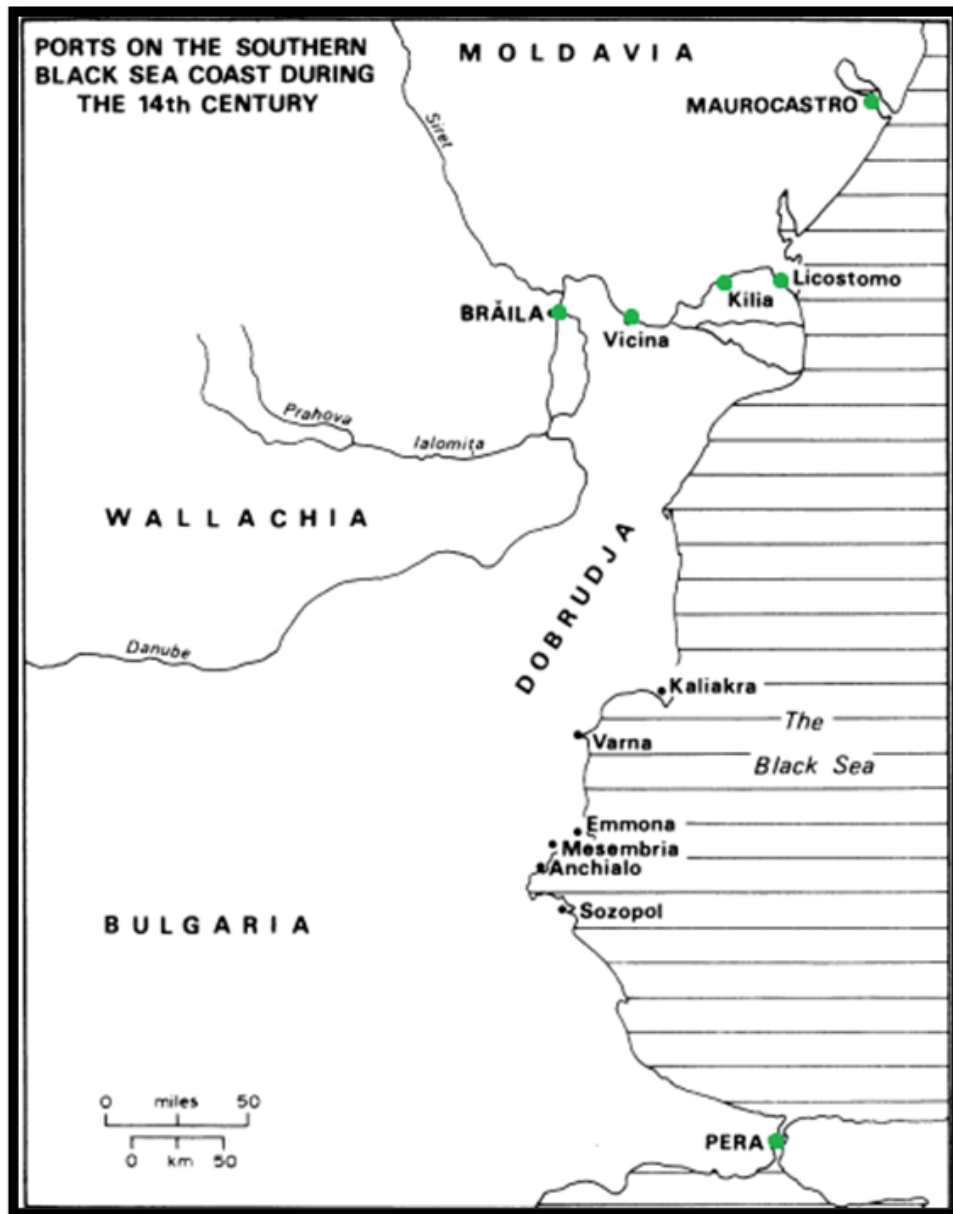 PORTS ON THE SOUTHERN
BLACK SEA COAST DURING
THE 14th CENTURY
MOLDAVIA
MAUROCASTRO
Siret
Licostomo
Kilia
BRĂILA
Vicina
Prahova
Ialomița
WALLACHIA
DOBRUDJA
Danube
Kaliakra
The
Varna
Black Sea
Emmona
Mesembria
Anchialo
Sozopol
BULGARIA
0 miles 50
0 km 50
PERA